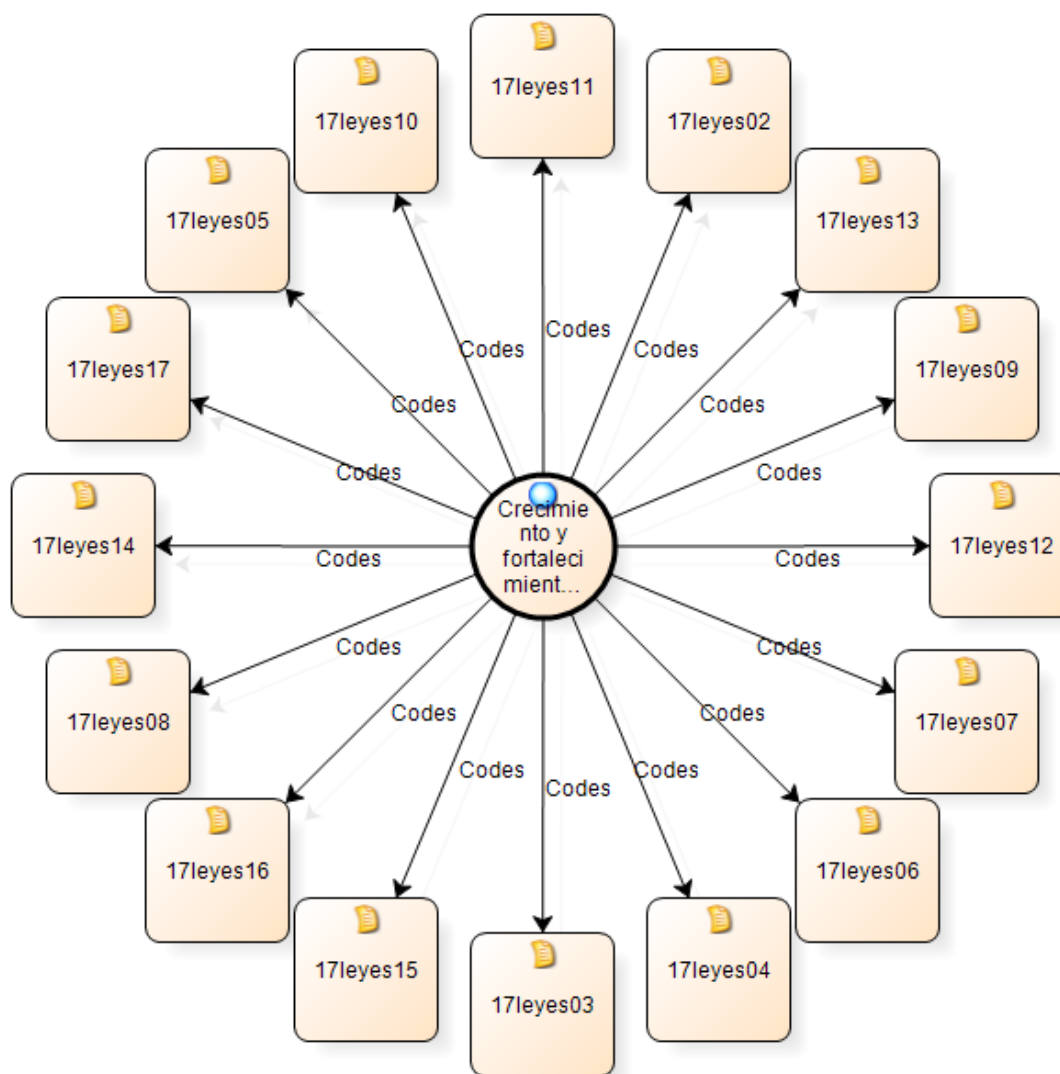 17leyes11
17leyes10
17leyes02
17leyes05
17leyes13
17leyes17
17leyes09
Codes
Codes
Codes
Codes
Codes
Codes
Codes
Crecimie
nto y
fortaleci
mient...
17leyes14
Codes
Codes
17leyes12
Codes
Codes
17leyes08
17leyes07
Codes
Codes
Codes
Codes
Codes
17leyes16
17leyes06
17leyes15
17leyes04
17leyes03